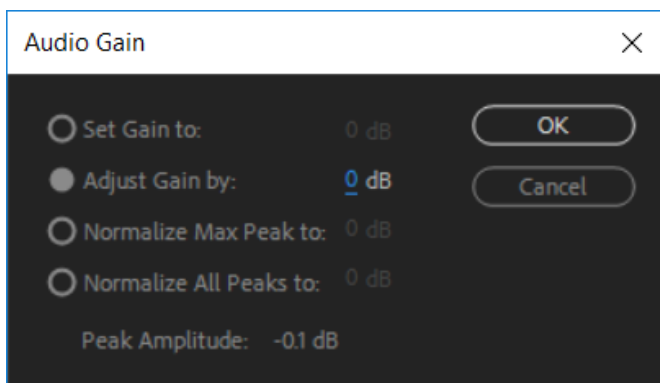 Audio Gain
Set Gain to: 0 dB OK
Adjust Gain by: 0 dB Cancel
Normalize Max Peak to: 0 dB
Normalize All Peaks to: 0 dB
Peak Amplitude: -0.1 dB